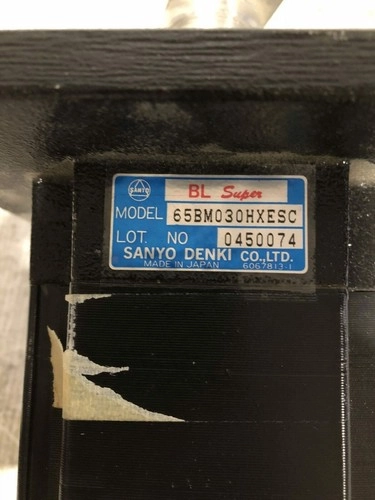 SANYO
BL Super
MODEL 65BM030HXESC
LOT. NO 0450074
SANYO DENKI CO.,LTD.
MADE IN JAPAN 6067813-1